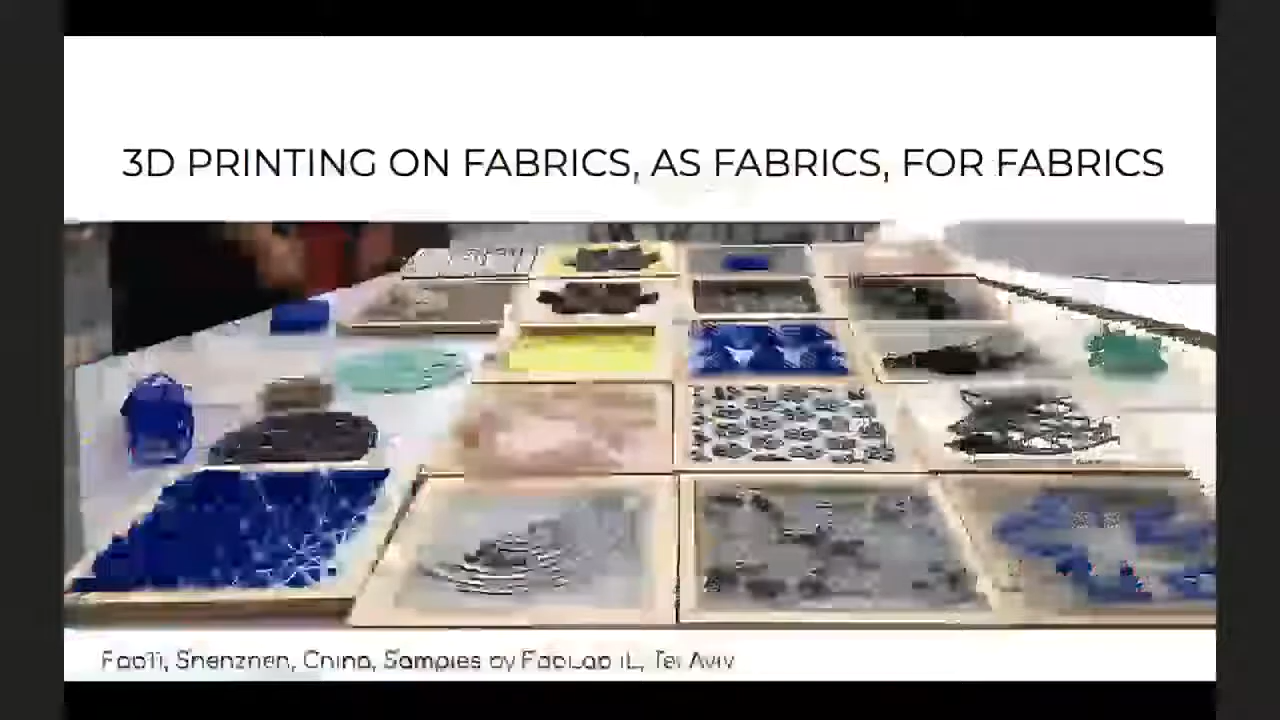 3D PRINTING ON FABRICS, AS FABRICS, FOR FABRICS
Shenzhen, China, Samples by FabLab IL, Tel Aviv